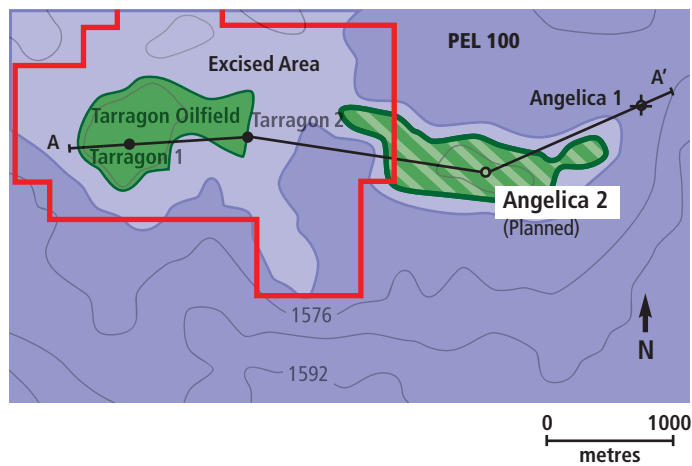 PEL 100
Excised Area
A'
Angelica 1
Tarragon Oilfield
Tarragon 2
A
Tarragon 1
Angelica 2
(Planned)
1576
N
1592
0 1000
metres